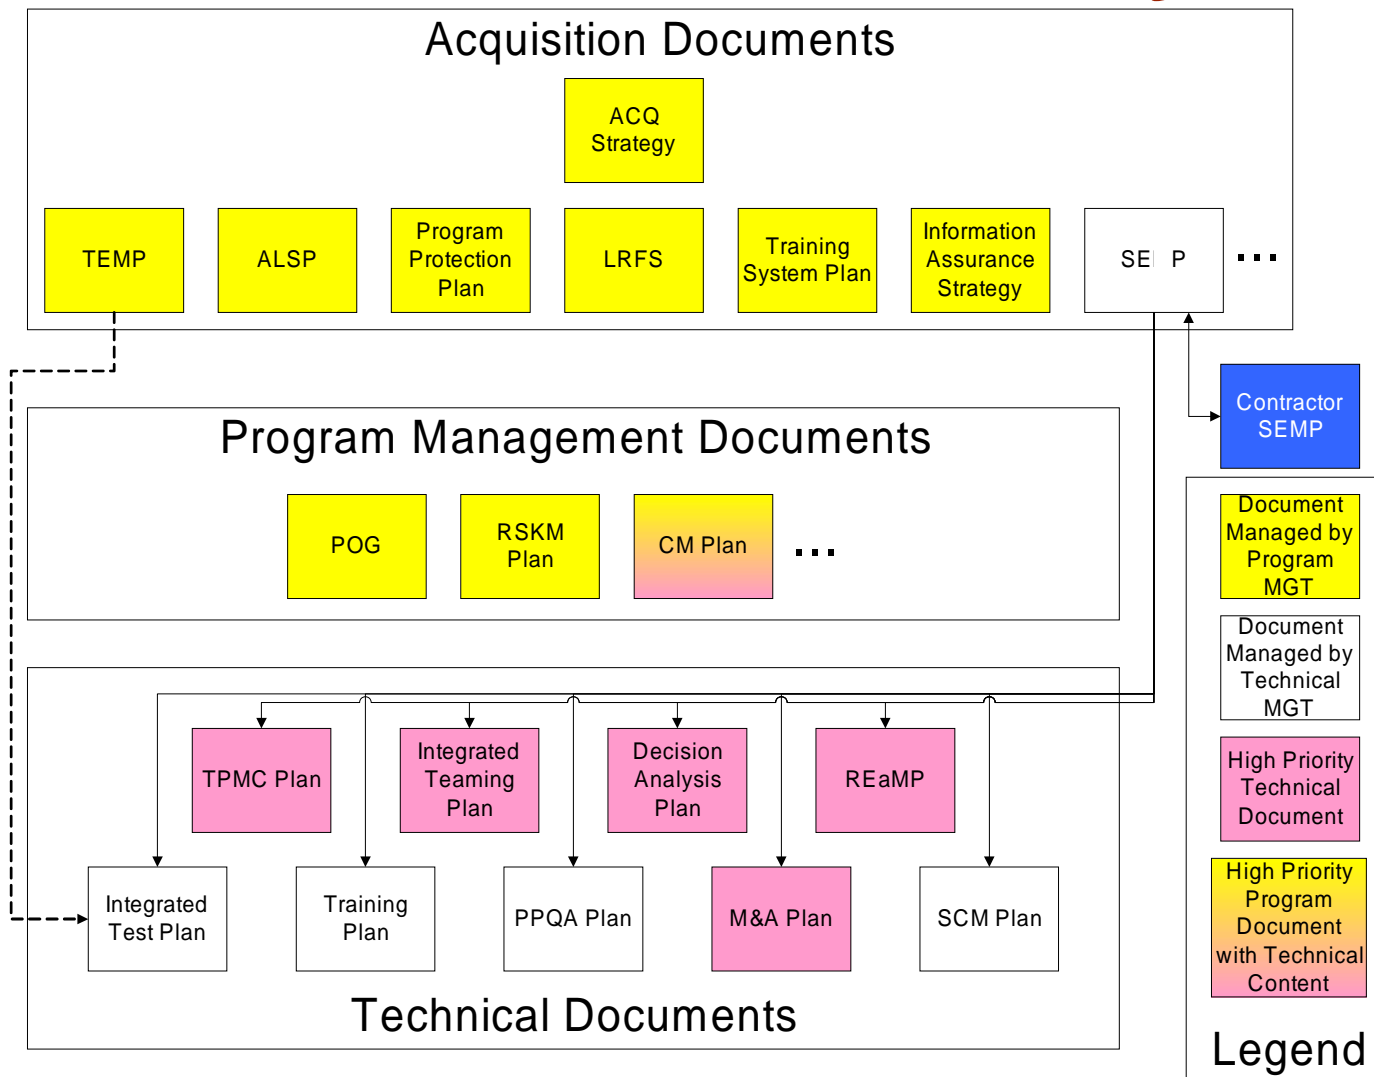 Acquisition Documents
ACQ
Strategy
TEMP
ALSP
Program
Protection
Plan
LRFS
Training
System Plan
Information
Assurance
Strategy
...
Contractor
SEMP
Program Management Documents
POG
RSKM
Plan
CM Plan
...
Document
Managed by
Program
MGT
Document
Managed by
Technical
MGT
High Priority
Technical
Document
High Priority
Program
Document
with Technical
Content
Legend
TPMC Plan
Integrated
Teaming
Plan
Decision
Analysis
Plan
REaMP
Integrated
Test Plan
Training
Plan
PPQA Plan
M&A Plan
SCM Plan
Technical Documents